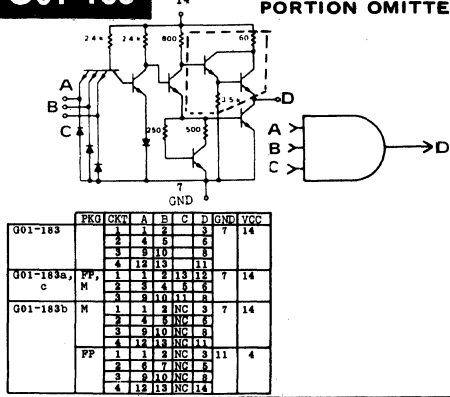 G01-183
PORTION OMITTE
14
2.4K 2.4K 800 60
A
B
C
3.5K
D
250 500
7
GND
A
B
C
D
PKG CKT A B C D GND VCC
G01-183 1 1 2 3 7 14
2 4 5 6
3 9 10 8
4 12 13 11
G01-183a, FP, 1 1 2 13 12 7 14
c M 2 3 4 5 6
3 9 10 11 8
G01-183b M 1 1 2 NC 3 7 14
2 4 5 NC 6
3 9 10 NC 8
4 12 13 NC 11
FP 1 1 2 NC 3 11 4
2 6 7 NC 5
3 9 10 NC 8
4 12 13 NC 14